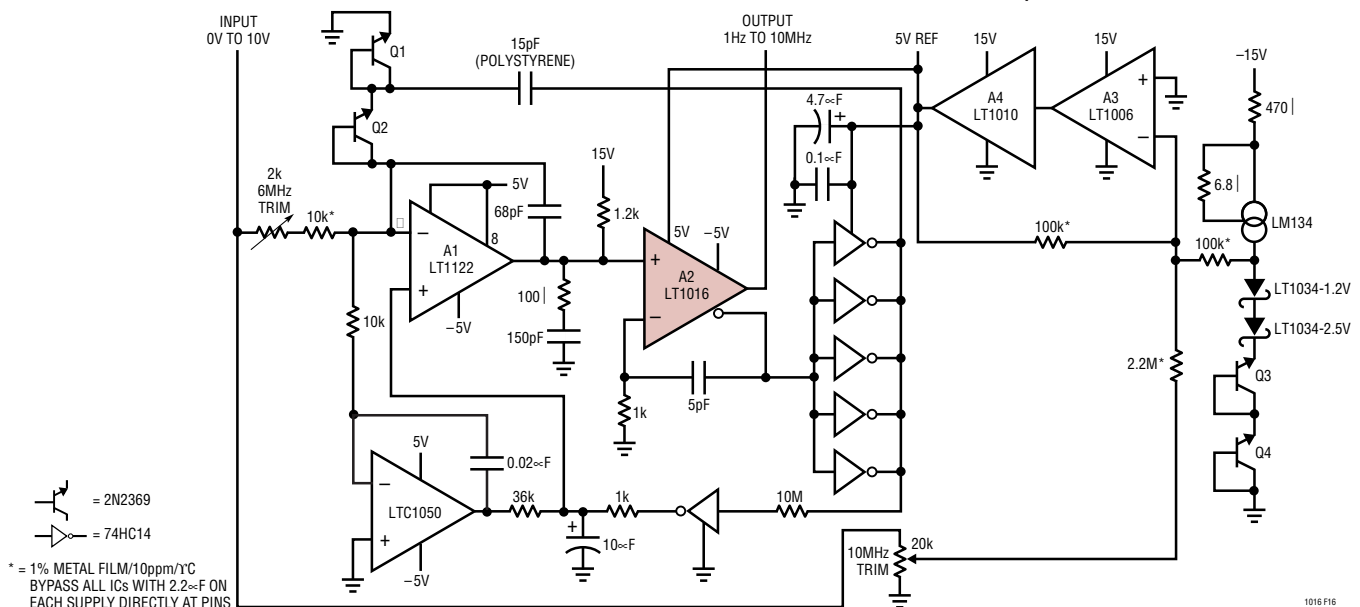 INPUT
0V TO 10V
Q1
15pF
(POLYSTYRENE)
OUTPUT
1Hz TO 10MHz
5V REF
15V
15V
–15V
A4
LT1010
A3
LT1006
+
–
470|
4.7∝F
+
0.1∝F
Q2
6.8|
LM134
2k
6MHz
TRIM
10k*
5V
8
68pF
15V
1.2k
–
A1
LT1122
+
–5V
100|
150pF
5V
–5V
+
A2
LT1016
–
100k*
100k*
LT1034-1.2V
LT1034-2.5V
10k
5pF
1k
2.2M*
Q3
Q4
5V
0.02∝F
–
LTC1050
+
–5V
36k
+
10∝F
1k
10M
10MHz
TRIM
20k
= 2N2369
= 74HC14
* = 1% METAL FILM/10ppm/ϒC
BYPASS ALL ICs WITH 2.2∝F ON
EACH SUPPLY DIRECTLY AT PINS
1016 F16